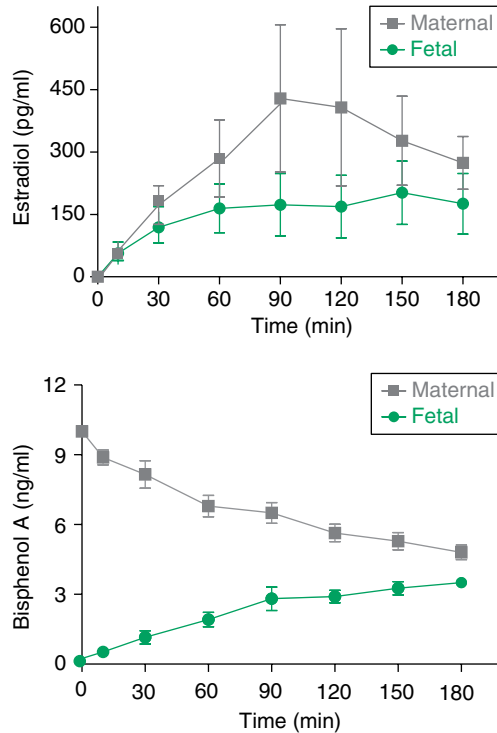 600
450
300
150
0
Estradiol (pg/ml)
Maternal
Fetal
0 30 60 90 120 150 180
Time (min)
12
9
6
3
0
Bisphenol A (ng/ml)
Maternal
Fetal
0 30 60 90 120 150 180
Time (min)